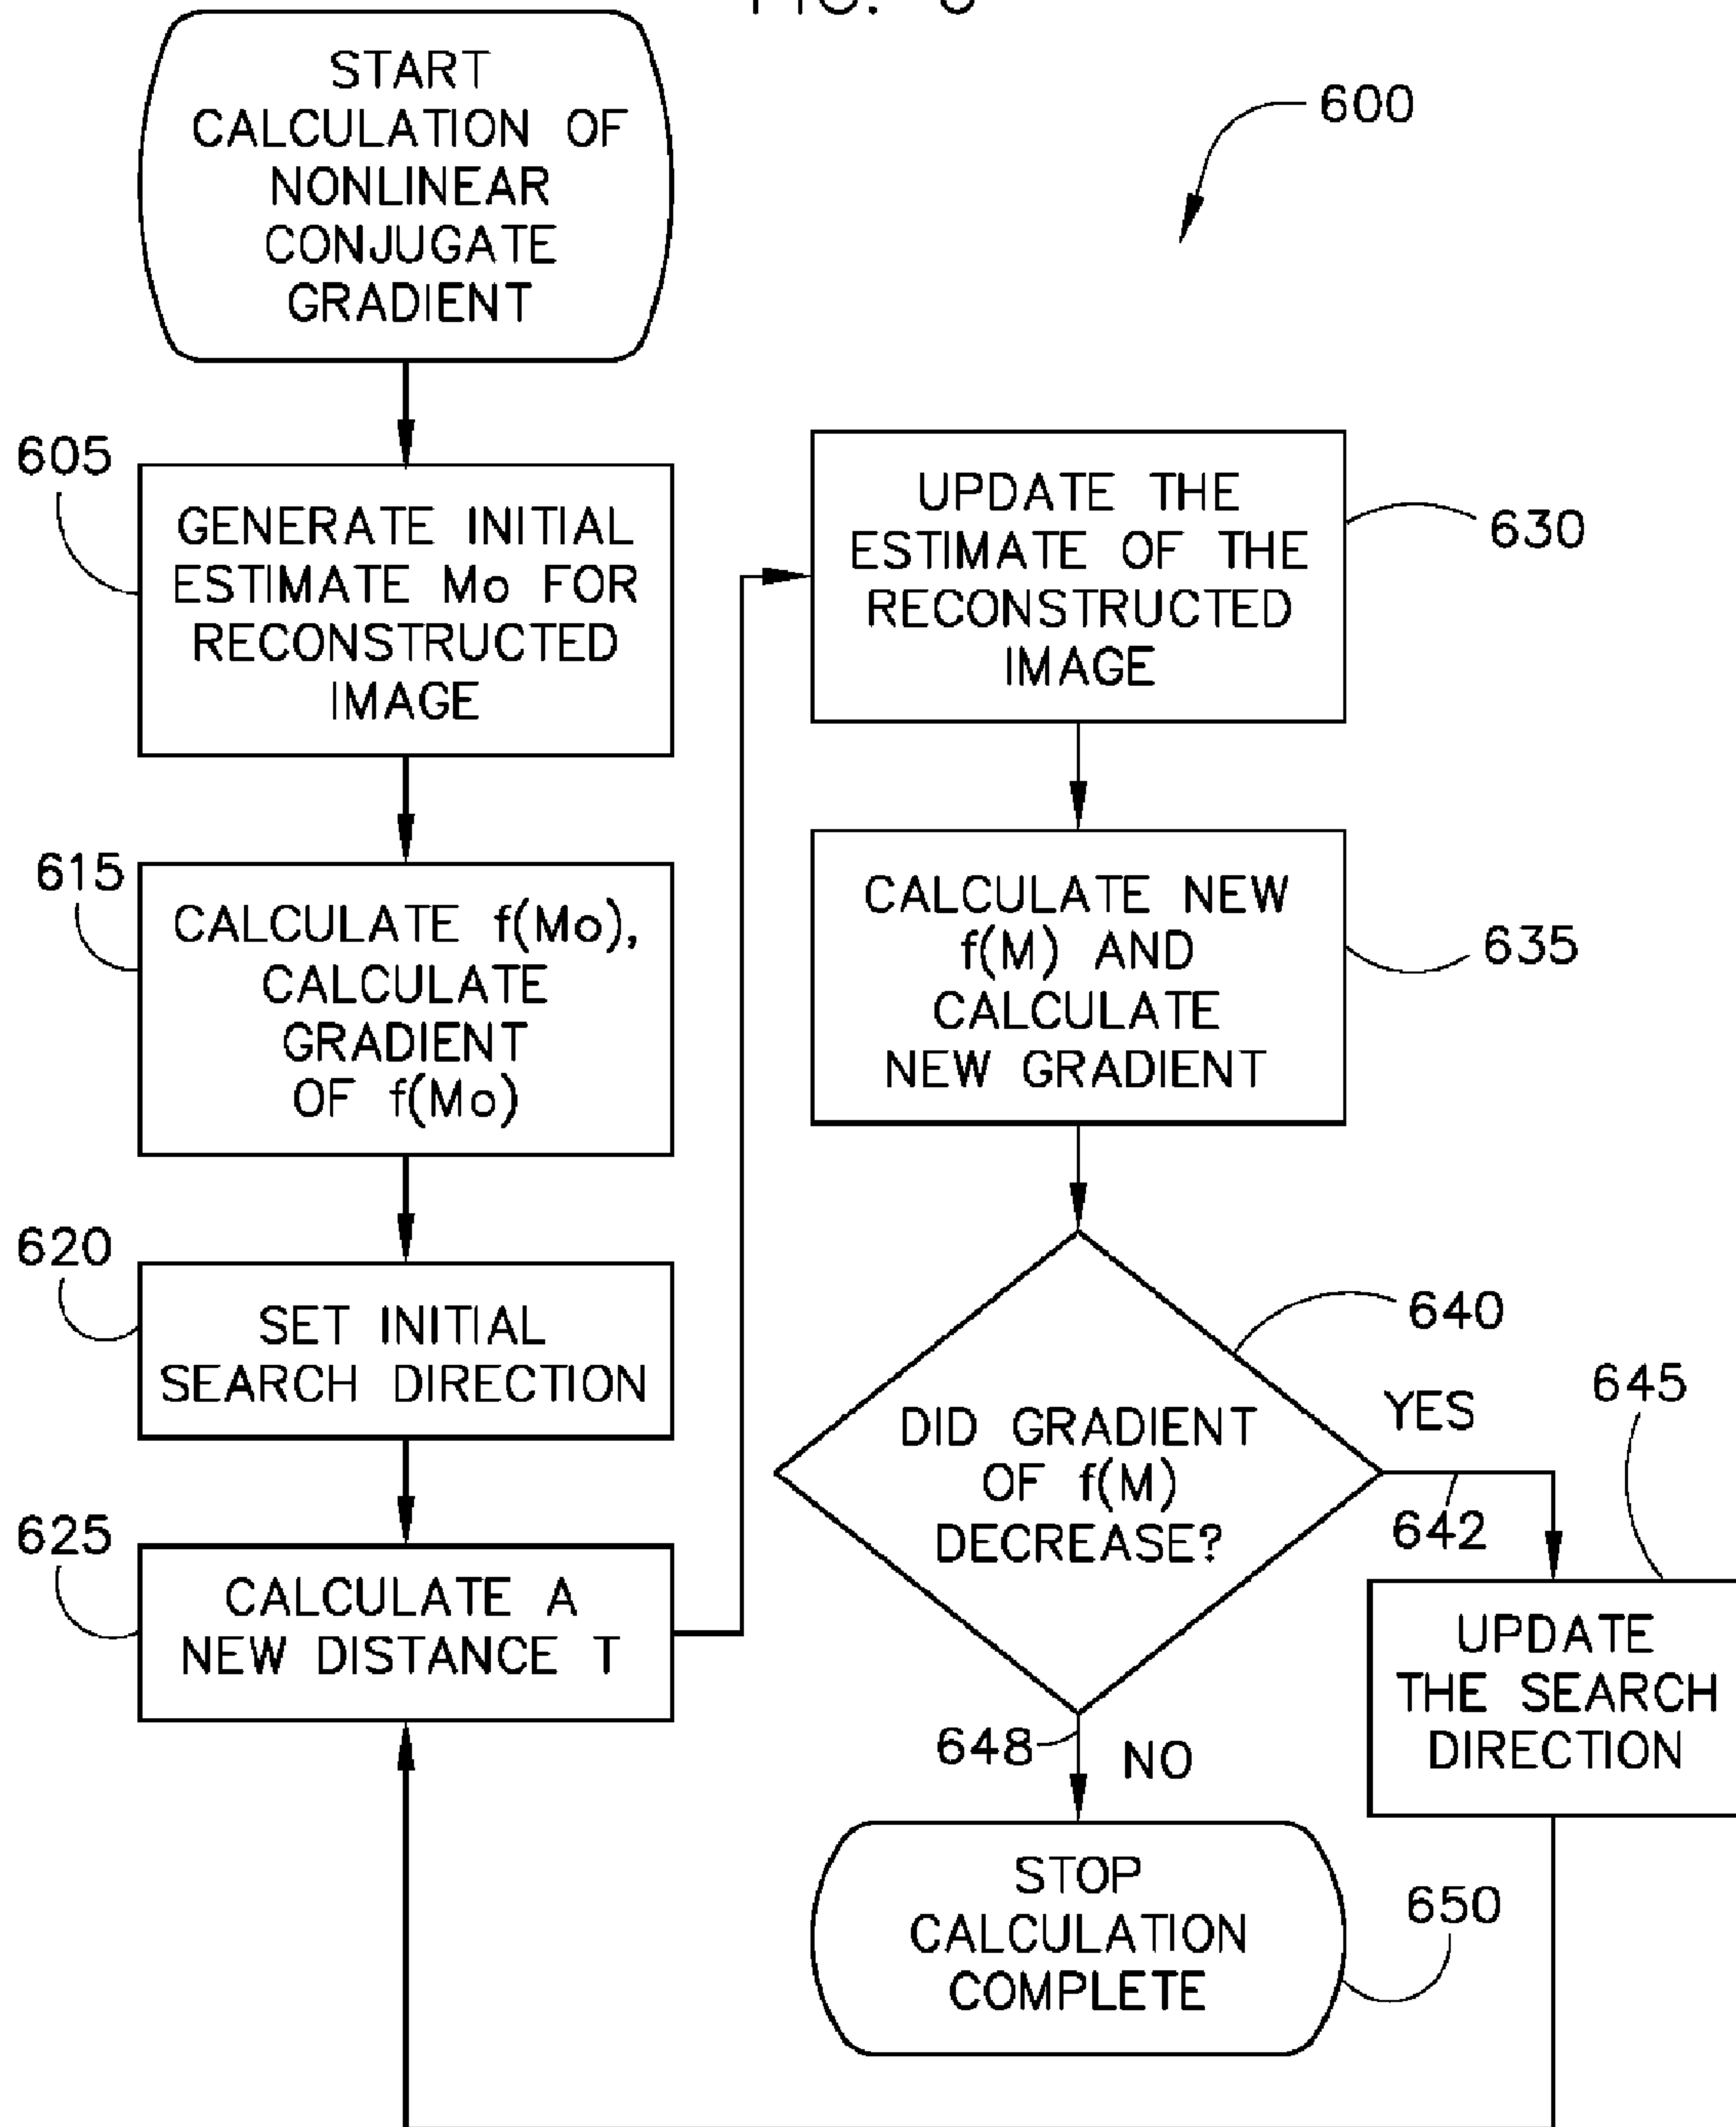 START
CALCULATION OF
NONLINEAR
CONJUGATE
GRADIENT
600
605
GENERATE INITIAL
ESTIMATE Mo FOR
RECONSTRUCTED
IMAGE
615
CALCULATE f(Mo),
CALCULATE
GRADIENT
OF f(Mo)
620
SET INITIAL
SEARCH DIRECTION
625
CALCULATE A
NEW DISTANCE T
UPDATE THE
ESTIMATE OF THE
RECONSTRUCTED
IMAGE
630
CALCULATE NEW
f(M) AND
CALCULATE
NEW GRADIENT
635
DID GRADIENT
OF f(M)
DECREASE?
640
YES
642
645
UPDATE
THE SEARCH
DIRECTION
648
NO
STOP
CALCULATION
COMPLETE
650